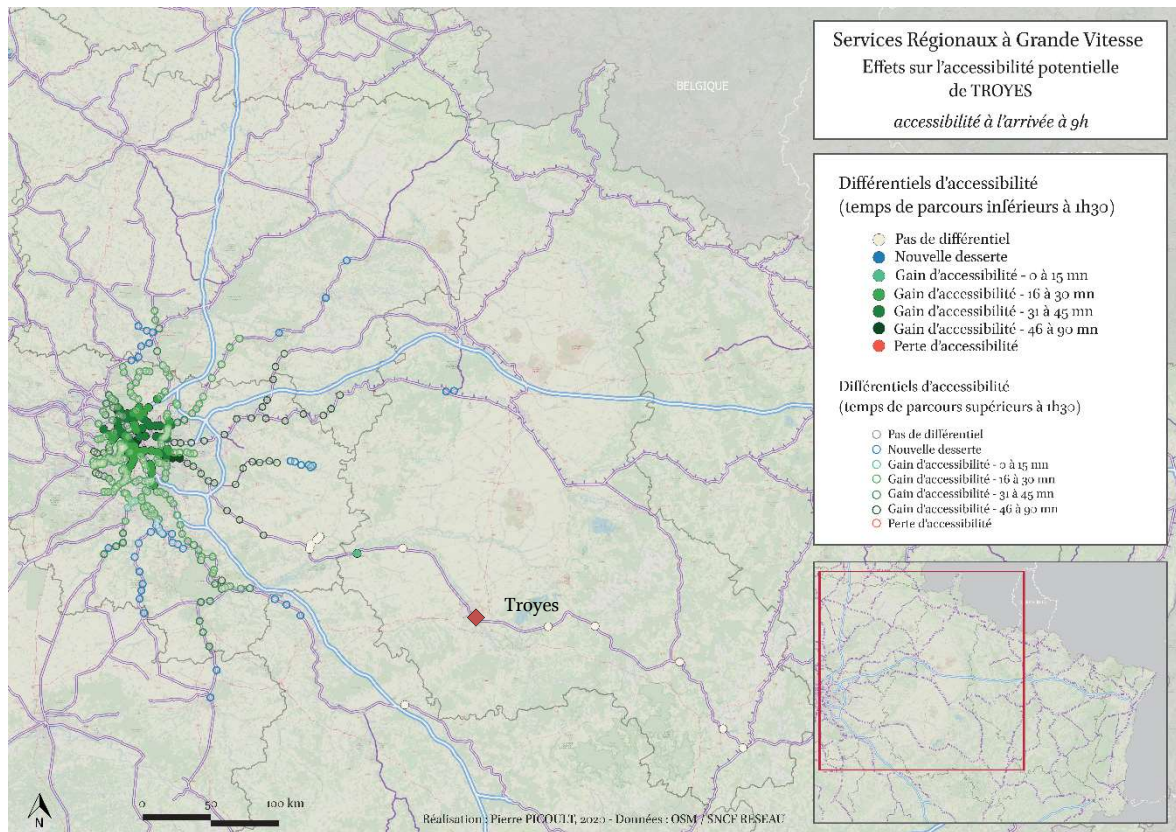 Services Régionaux à Grande Vitesse
Effets sur l'accessibilité potentielle
de TROYES
accessibilité à l'arrivée à 9h
BELGIQUE
Différentiels d'accessibilité
(temps de parcours inférieurs à 1h30)
Pas de différentiel
Nouvelle desserte
Gain d'accessibilité - 0 à 15 mn
Gain d'accessibilité - 16 à 30 mn
Gain d'accessibilité - 31 à 45 mn
Gain d'accessibilité - 46 à 90 mn
Perte d'accessibilité
Différentiels d'accessibilité
(temps de parcours supérieurs à 1h30)
Pas de différentiel
Nouvelle desserte
Gain d'accessibilité - 0 à 15 mn
Gain d'accessibilité - 16 à 30 mn
Gain d'accessibilité - 31 à 45 mn
Gain d'accessibilité - 46 à 90 mn
Perte d'accessibilité
Troyes
N
0 50 100 km
Réalisation : Pierre PICOULT, 2020 - Données : OSM / SNCF RESEAU